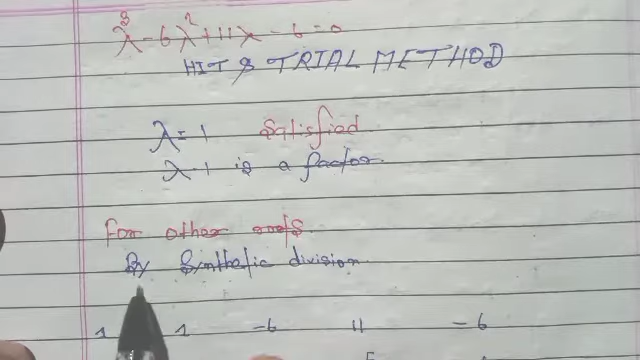 λ³-6λ²+11λ-6=0
HIT & TRIAL METHOD
λ=1 Satisfied
λ-1 is a factor.
For other roots
By Synthetic division
1 1 -6 11 -6